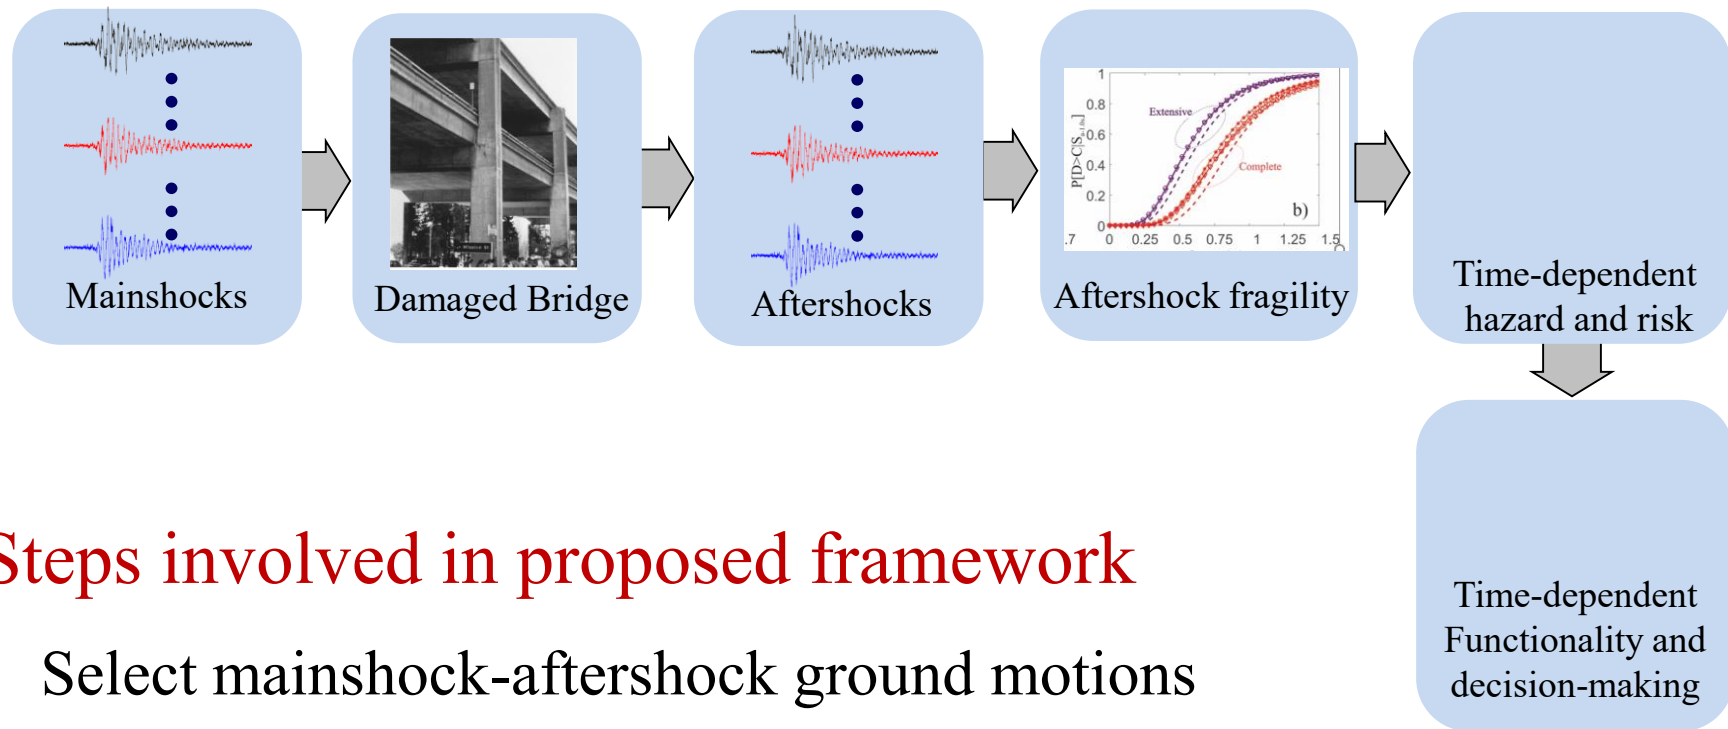 Mainshocks
Damaged Bridge
Aftershocks
P[D>C|S
1
0.8
0.6
0.4
0.2
0
Extensive
Complete
b)
.7 0 0.25 0.5 0.75 1 1.25 1.5
Aftershock fragility
Time-dependent
hazard and risk
Time-dependent
Functionality and
decision-making
Steps involved in proposed framework
Select mainshock-aftershock ground motions